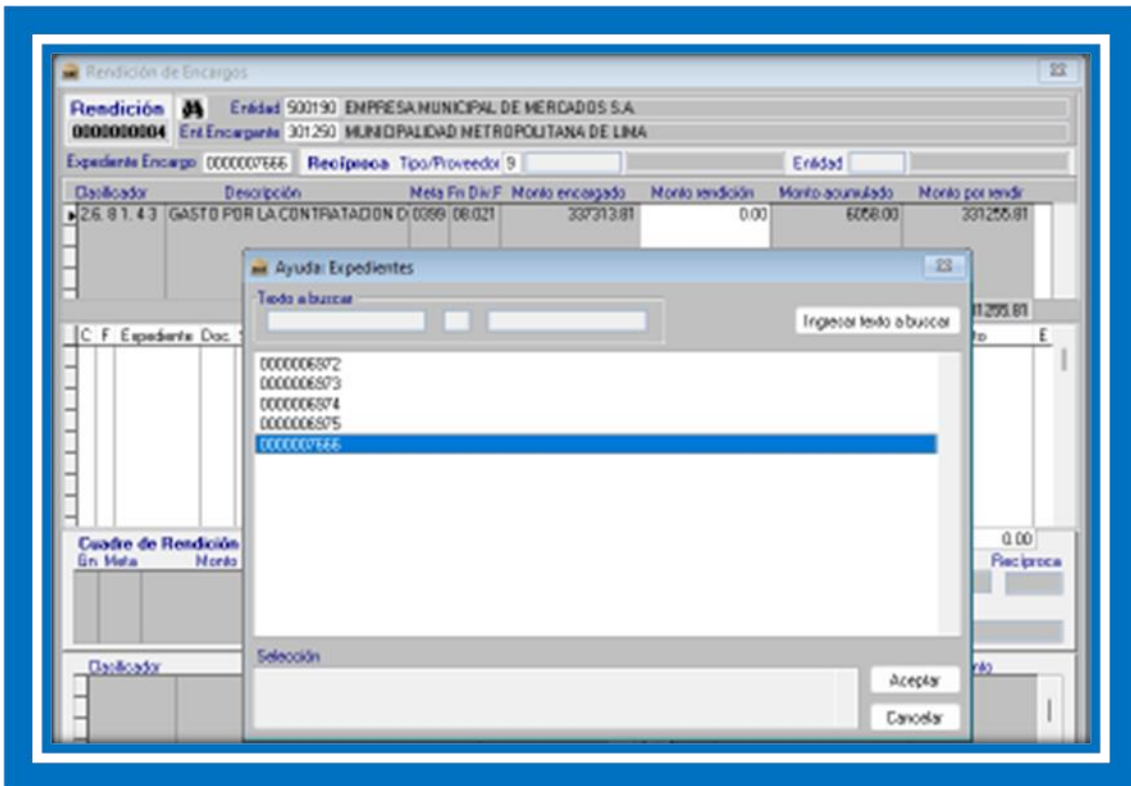 Rendición de Encargos
Rendición Entidad 500190 EMPRESA MUNICIPAL DE MERCADOS S.A.
0000000004 Ent.Encargante 301250 MUNICIPALIDAD METROPOLITANA DE LIMA
Expediente Encargo 0000007666 Recíproca Tipo/Proveedor 9 Entidad
Clasificador Descripción Meta Fn Div.F Monto encargado Monto rendición Monto acumulado Monto por rendir
2.6. 8 1. 4 3 GASTO POR LA CONTRATACION D 0399 08.021 337313.81 0.00 6058.00 331255.81
Ayuda: Expedientes
Texto a buscar
Ingresar texto a buscar
C F Expediente Doc. E
0000006972
0000006973
0000006974
0000006975
0000007666
Cuadre de Rendición 0.00
Meta Monto Recíproca
Selección
Clasificador
Aceptar
Cancelar